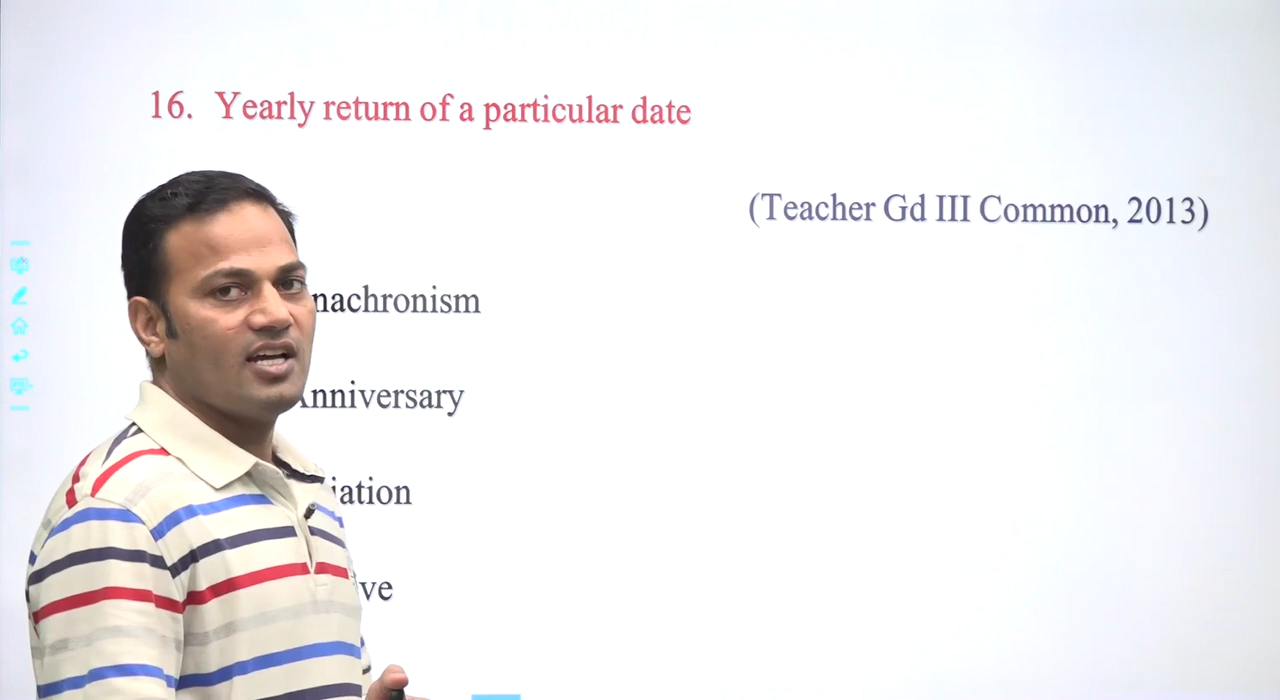 16. Yearly return of a particular date
(Teacher Gd III Common, 2013)
nachronism
Anniversary
iation
ve